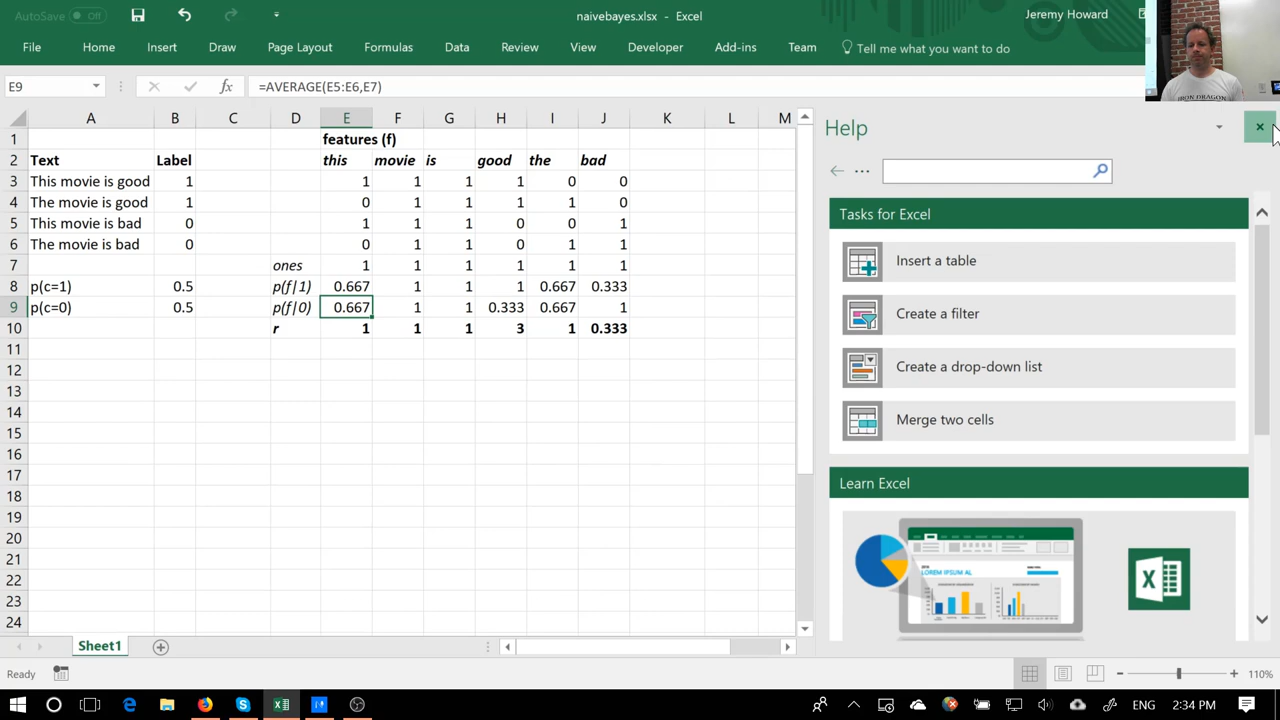 AutoSave Off
naivebayes.xlsx - Excel
Jeremy Howard
File Home Insert Draw Page Layout Formulas Data Review View Developer Add-ins Team Tell me what you want to do
E9 fx =AVERAGE(E5:E6,E7)
IRON DRAGON
A B C D E F G H I J K L M
1 features (f)
2 Text Label this movie is good the bad
3 This movie is good 1 1 1 1 1 0 0
4 The movie is good 1 0 1 1 1 1 0
5 This movie is bad 0 1 1 1 0 0 1
6 The movie is bad 0 0 1 1 0 1 1
7 ones 1 1 1 1 1 1
8 p(c=1) 0.5 p(f|1) 0.667 1 1 1 0.667 0.333
9 p(c=0) 0.5 p(f|0) 0.667 1 1 0.333 0.667 1
10 r 1 1 1 3 1 0.333
11
12
13
14
15
16
17
18
19
20
21
22
23
24
Help
Tasks for Excel
Insert a table
Create a filter
Create a drop-down list
Merge two cells
Learn Excel
LOREM IPSUM AL
Sheet1
Ready
110%
ENG 2:34 PM